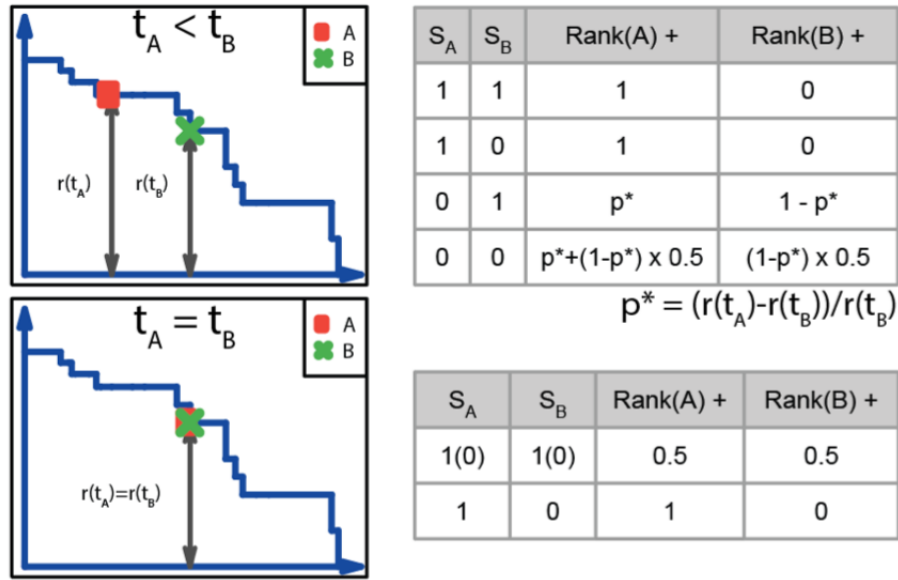 t_A < t_B
A
B
r(t_A)
r(t_B)
S_A S_B Rank(A) + Rank(B) +
1 1 1 0
1 0 1 0
0 1 p* 1 - p*
0 0 p*+(1-p*) x 0.5 (1-p*) x 0.5
p* = (r(t_A)-r(t_B))/r(t_B)
t_A = t_B
A
B
r(t_A)=r(t_B)
S_A S_B Rank(A) + Rank(B) +
1(0) 1(0) 0.5 0.5
1 0 1 0